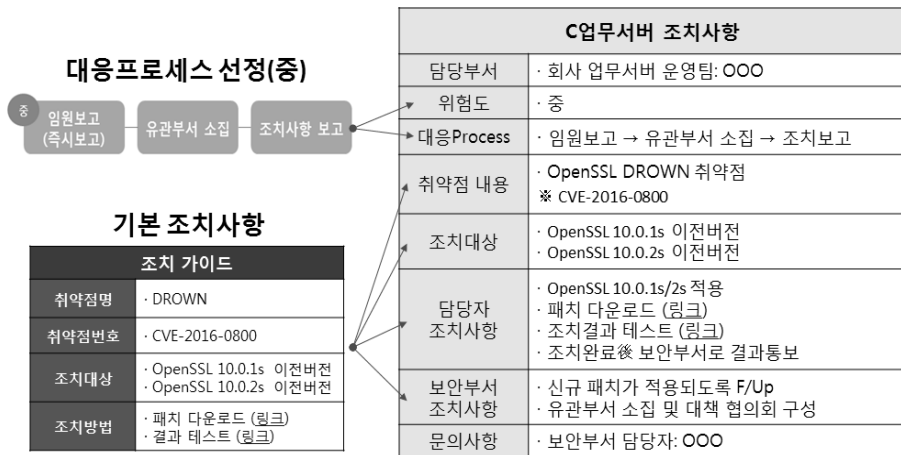 대응프로세스 선정(중)
중
임원보고
(즉시보고)
유관부서 소집
조치사항 보고
기본 조치사항
조치 가이드
취약점명
· DROWN
취약점번호
· CVE-2016-0800
조치대상
· OpenSSL 10.0.1s 이전버전
· OpenSSL 10.0.2s 이전버전
조치방법
· 패치 다운로드 (링크)
· 결과 테스트 (링크)
C업무서버 조치사항
담당부서
· 회사 업무서버 운영팀: OOO
위험도
· 중
대응Process
· 임원보고 → 유관부서 소집 → 조치보고
취약점 내용
· OpenSSL DROWN 취약점
※ CVE-2016-0800
조치대상
· OpenSSL 10.0.1s 이전버전
· OpenSSL 10.0.2s 이전버전
담당자
조치사항
· OpenSSL 10.0.1s/2s 적용
· 패치 다운로드 (링크)
· 조치결과 테스트 (링크)
· 조치완료後 보안부서로 결과통보
보안부서
조치사항
· 신규 패치가 적용되도록 F/Up
· 유관부서 소집 및 대책 협의회 구성
문의사항
· 보안부서 담당자: OOO